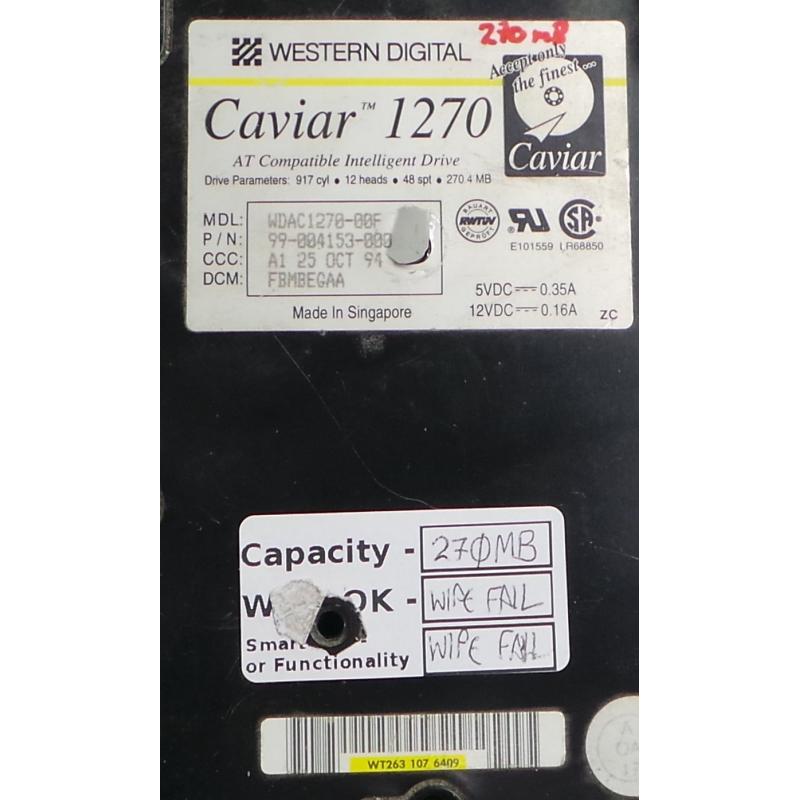 270 MB
WESTERN DIGITAL
Accept only
the finest...
Caviar™ 1270
Caviar
AT Compatible Intelligent Drive
Drive Parameters: 917 cyl • 12 heads • 48 spt • 270.4 MB
MDL: WDAC1270-00F
P/N: 99-004153-000
CCC: A1 25 OCT 94
DCM: FBMBEGAA
BAUART
RWTÜV
GEPRÜFT
E101559 LR68850
5VDC 0.35A
12VDC 0.16A
Made In Singapore
ZC
Capacity - 270MB
OK - WIPE FAIL
or Functionality WIPE FAIL
WT263 107 6409